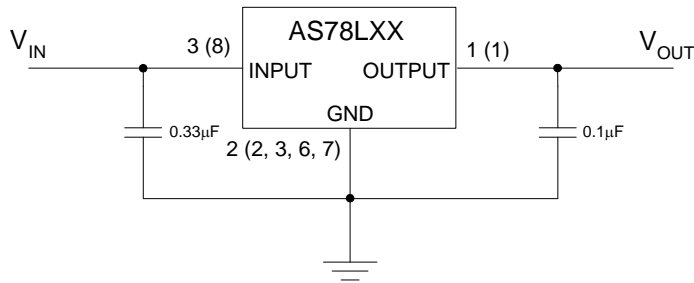 AS78LXX
V_IN
3 (8)
1 (1)
V_OUT
INPUT
OUTPUT
GND
0.33μF
2 (2, 3, 6, 7)
0.1μF